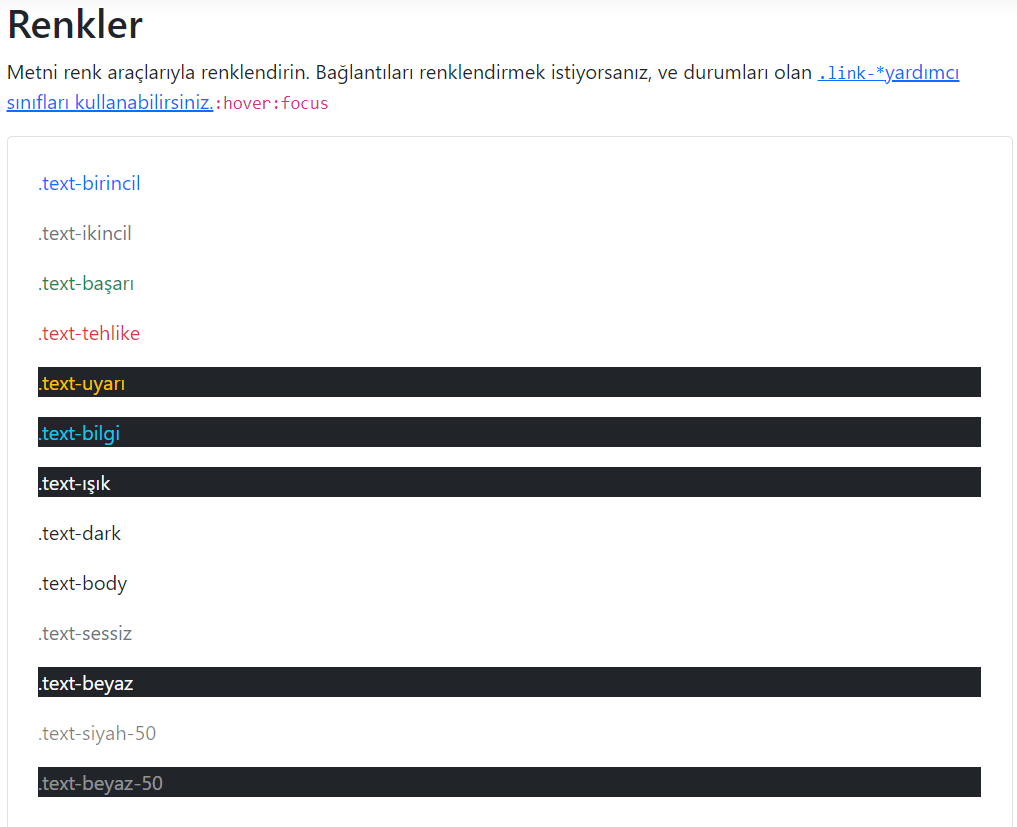 Renkler
Metni renk araçlarıyla renklendirin. Bağlantıları renklendirmek istiyorsanız, ve durumları olan .link-*yardımcı
sınıfları kullanabilirsiniz.:hover:focus
.text-birincil
.text-ikincil
.text-başarı
.text-tehlike
.text-uyarı
.text-bilgi
.text-ışık
.text-dark
.text-body
.text-sessiz
.text-beyaz
.text-siyah-50
.text-beyaz-50